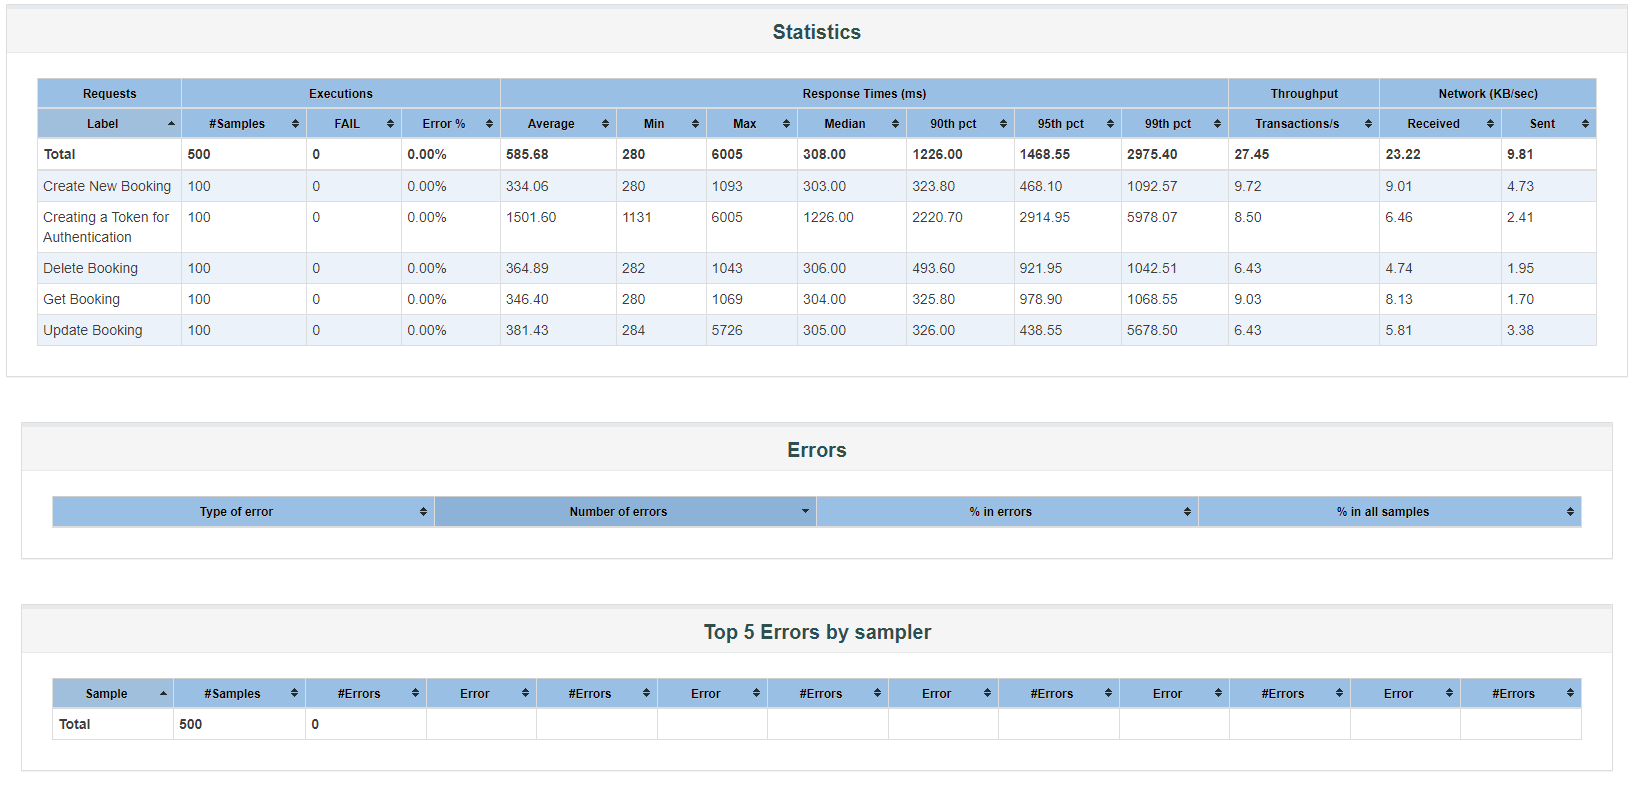 Statistics
Requests Executions Response Times (ms) Throughput Network (KB/sec)
Label #Samples FAIL Error % Average Min Max Median 90th pct 95th pct 99th pct Transactions/s Received Sent
Total 500 0 0.00% 585.68 280 6005 308.00 1226.00 1468.55 2975.40 27.45 23.22 9.81
Create New Booking 100 0 0.00% 334.06 280 1093 303.00 323.80 468.10 1092.57 9.72 9.01 4.73
Creating a Token for 100 0 0.00% 1501.60 1131 6005 1226.00 2220.70 2914.95 5978.07 8.50 6.46 2.41
Authentication
Delete Booking 100 0 0.00% 364.89 282 1043 306.00 493.60 921.95 1042.51 6.43 4.74 1.95
Get Booking 100 0 0.00% 346.40 280 1069 304.00 325.80 978.90 1068.55 9.03 8.13 1.70
Update Booking 100 0 0.00% 381.43 284 5726 305.00 326.00 438.55 5678.50 6.43 5.81 3.38
Errors
Type of error Number of errors % in errors % in all samples
Top 5 Errors by sampler
Sample #Samples #Errors Error #Errors Error #Errors Error #Errors Error #Errors Error #Errors
Total 500 0